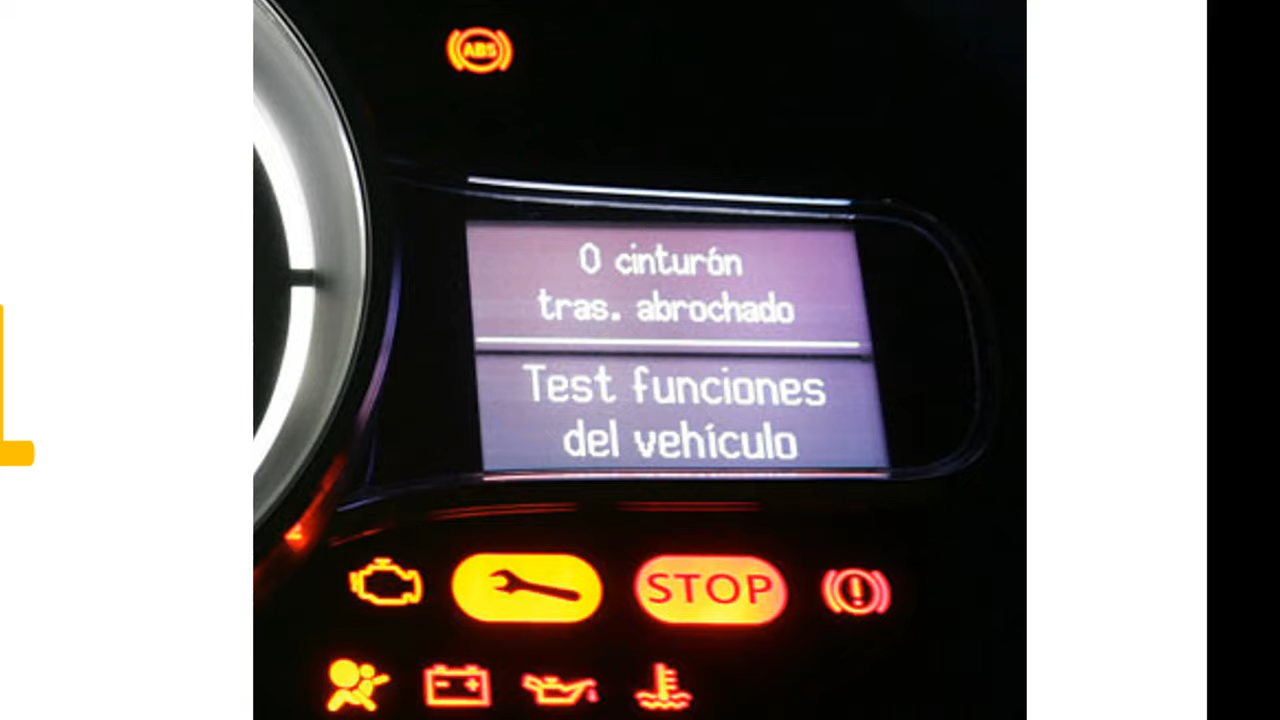 ABS
0 cinturón
tras. abrochado
Test funciones
del vehículo
STOP